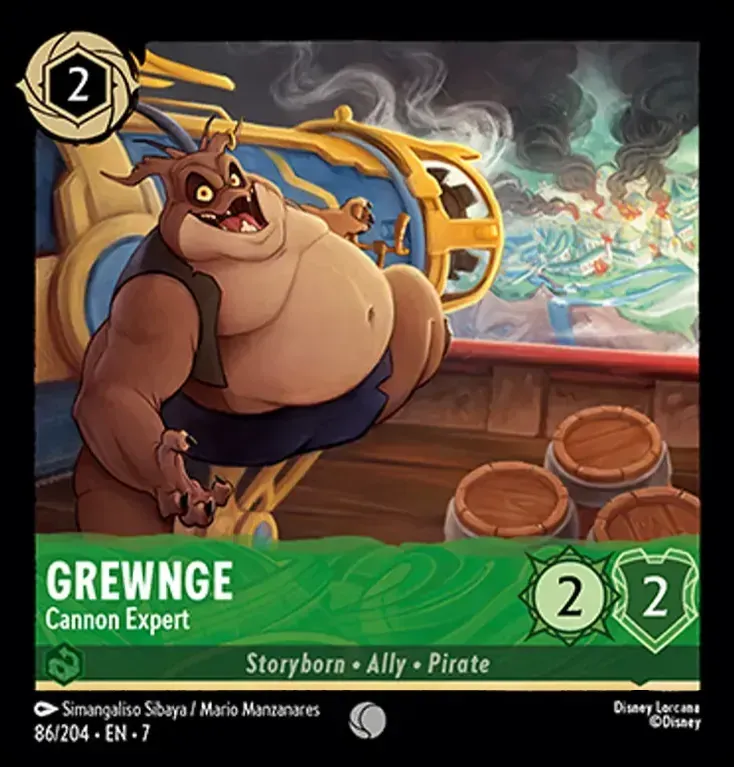 2
GREWNGE
Cannon Expert
2 2
Storyborn • Ally • Pirate
Simangaliso Sibaya / Mario Manzanares
86/204 • EN • 7
Disney Lorcana
©Disney